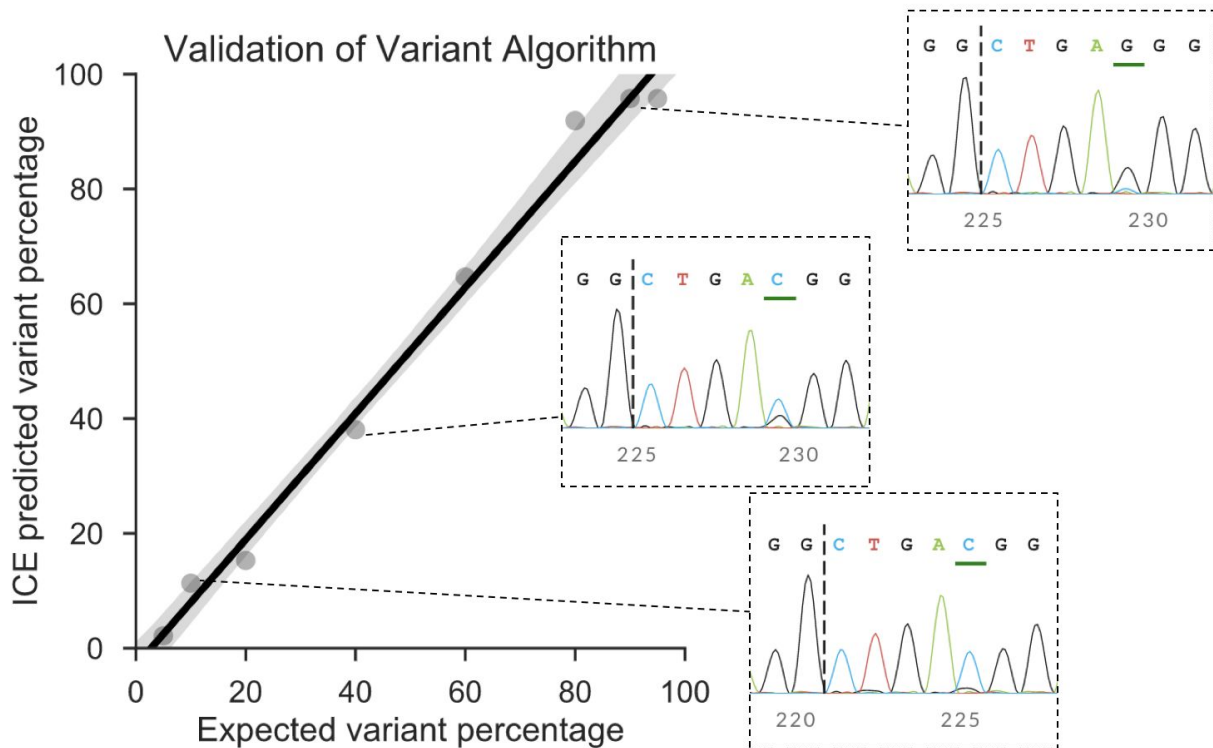 Validation of Variant Algorithm
ICE predicted variant percentage
100
80
60
40
20
0
0 20 40 60 80 100
Expected variant percentage
G G C T G A G G G
225 230
G G C T G A C G G
225 230
G G C T G A C G G
220 225